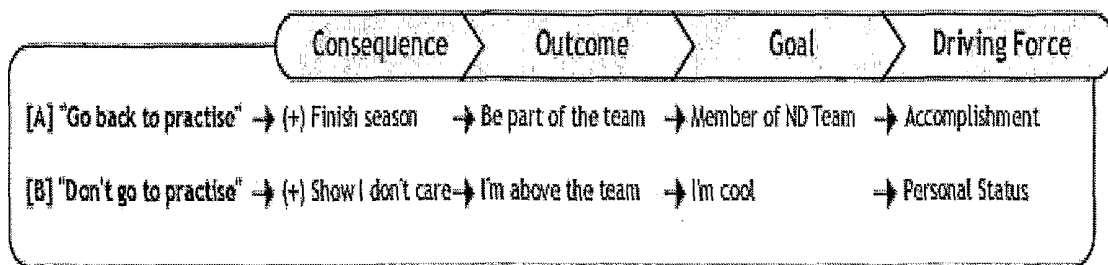 Consequence Outcome Goal Driving Force
[A] "Go back to practise" → (+) Finish season → Be part of the team → Member of ND Team → Accomplishment
[B] "Don't go to practise" → (+) Show I don't care → I'm above the team → I'm cool → Personal Status